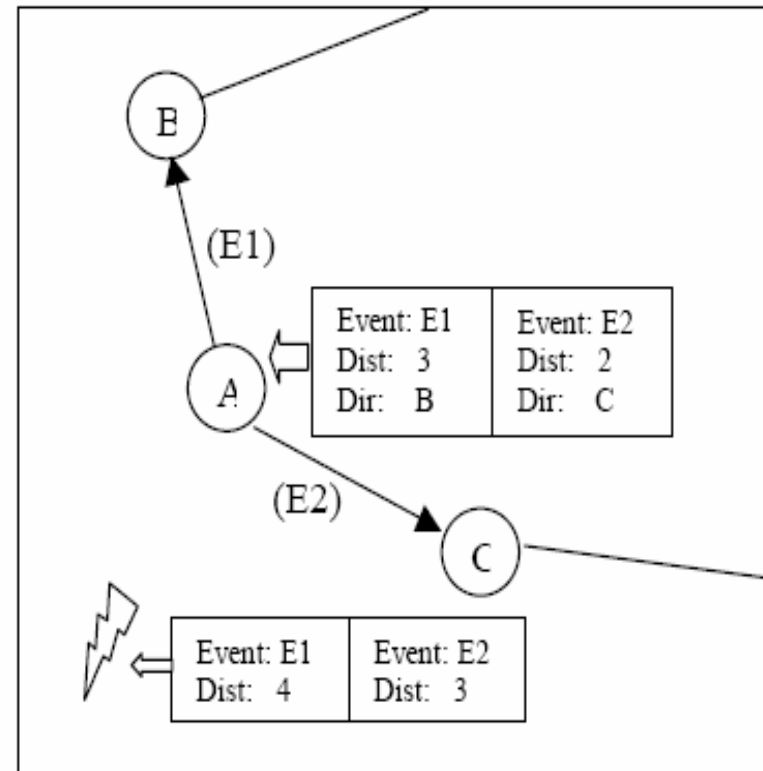 B
(E1)
Event: E1
Dist: 3
Dir: B
Event: E2
Dist: 2
Dir: C
A
(E2)
C
Event: E1
Dist: 4
Event: E2
Dist: 3